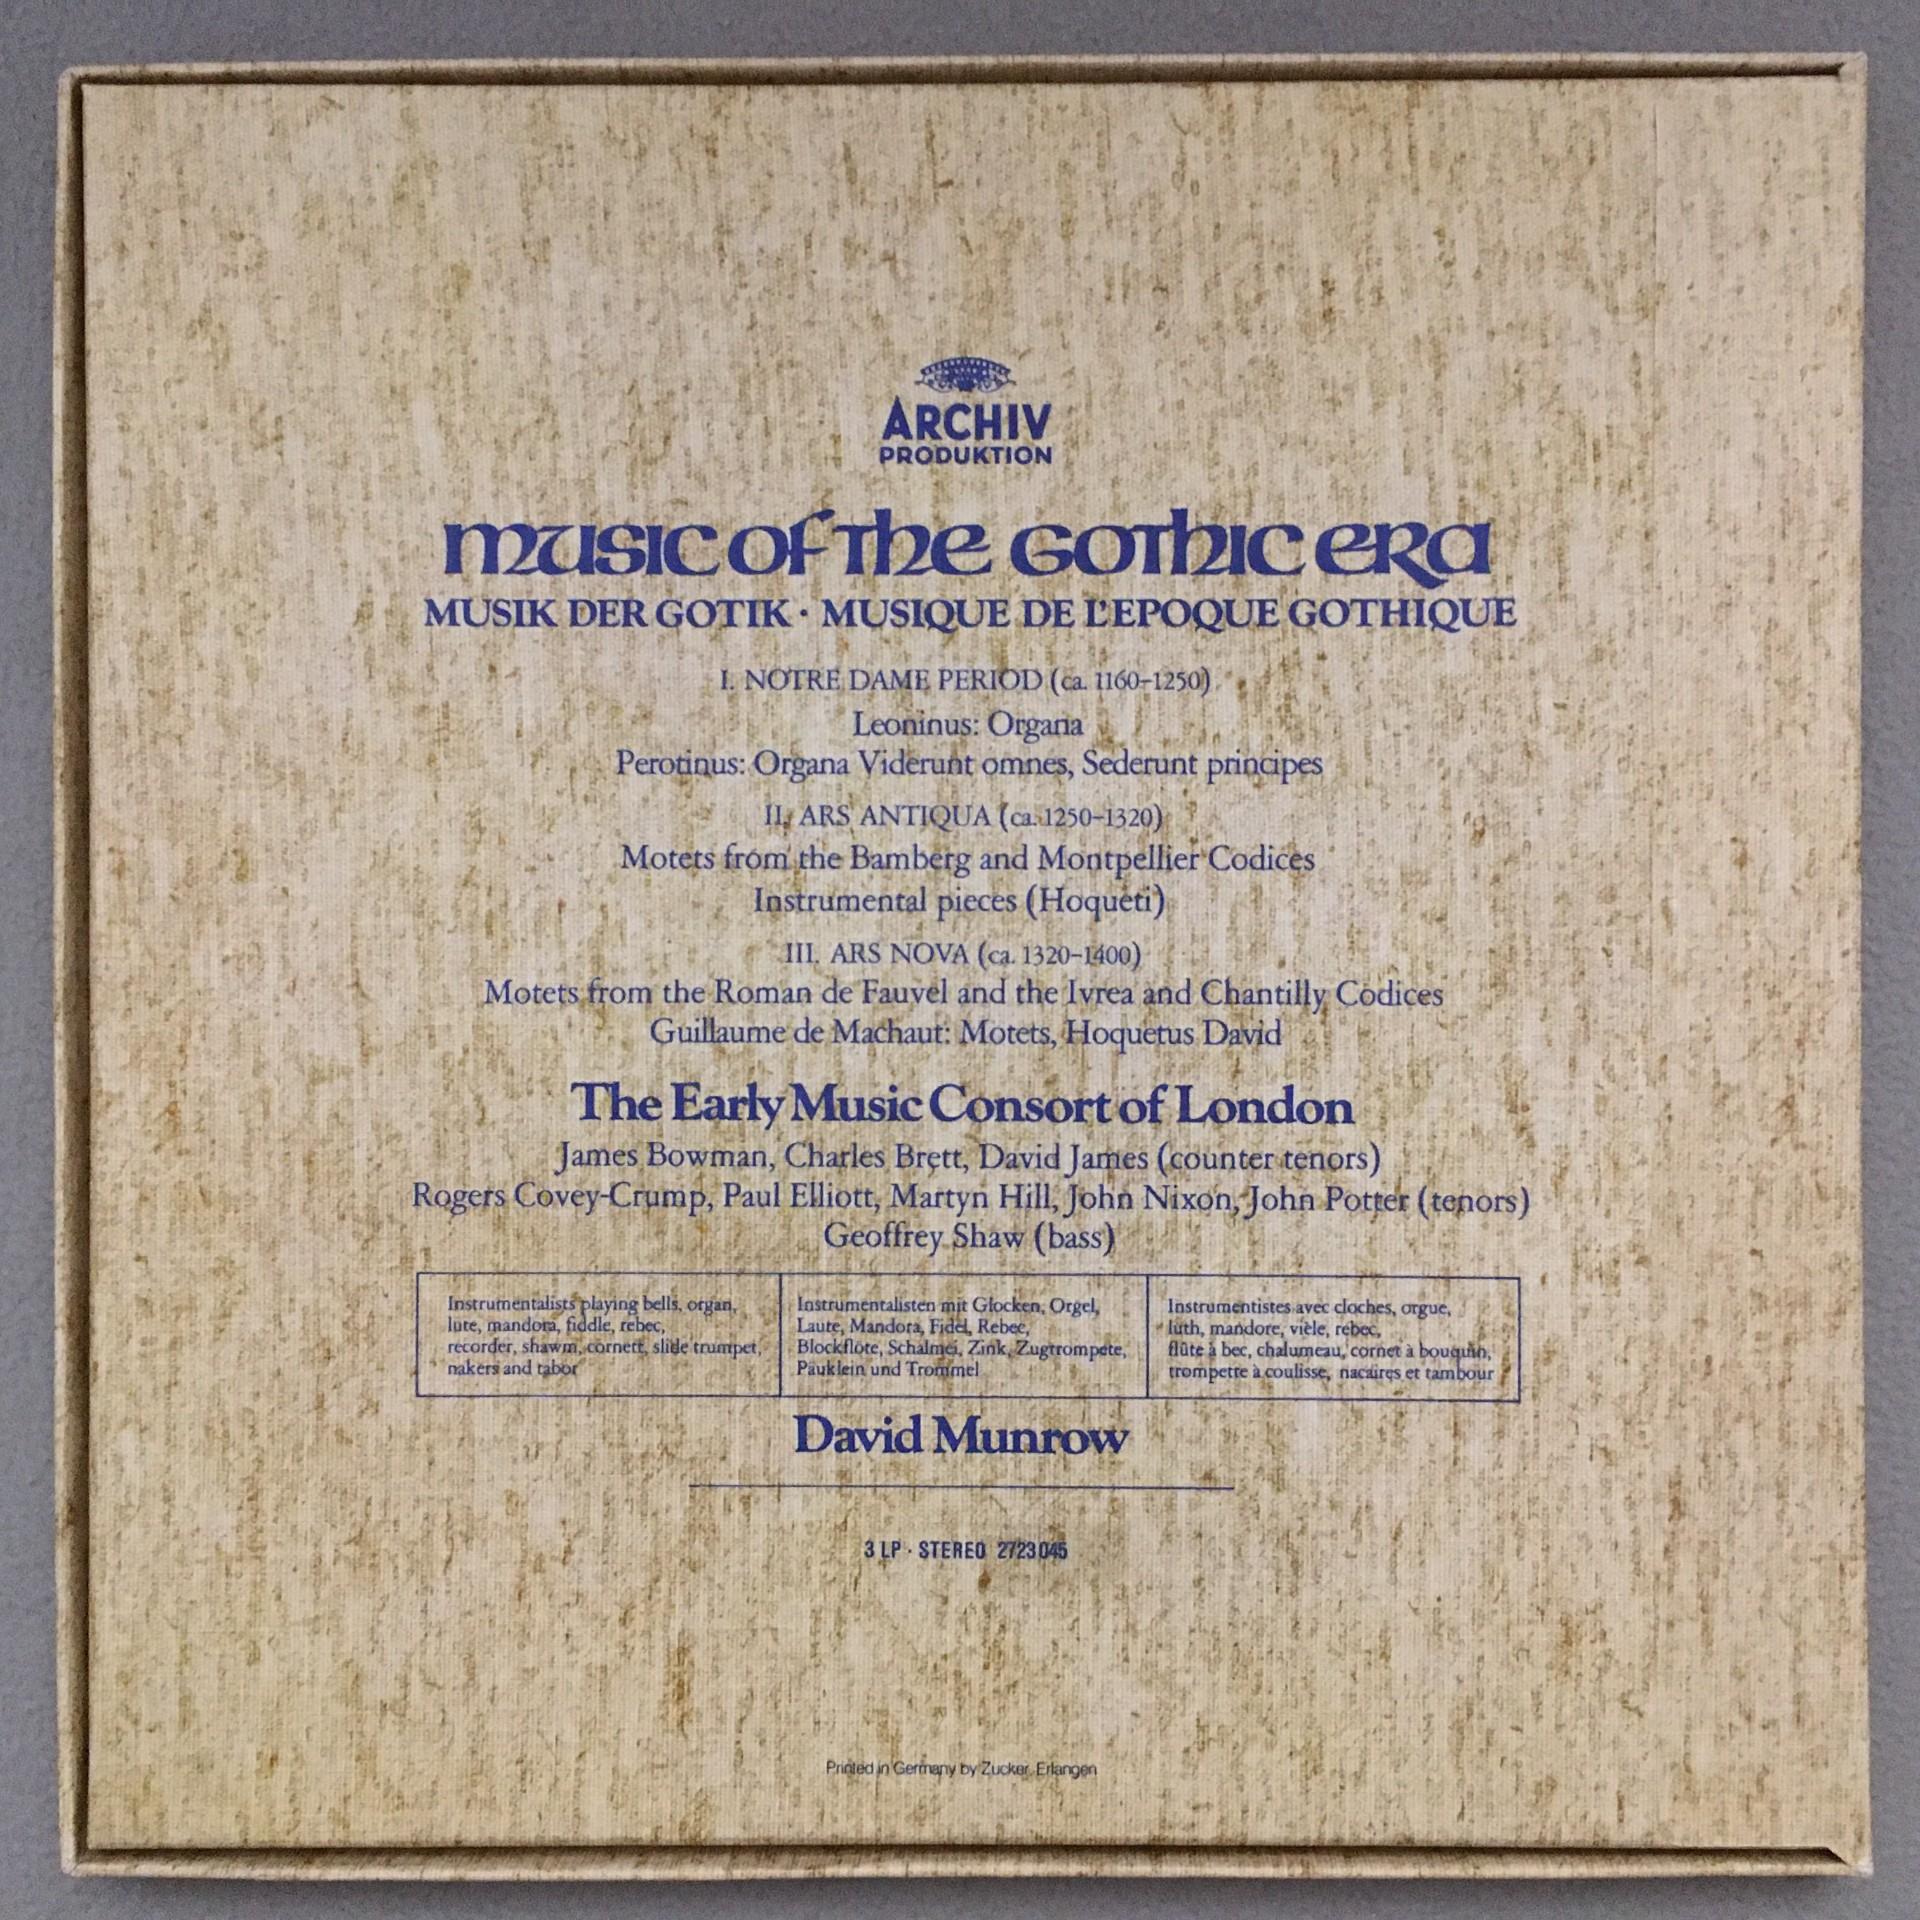 ARCHIV
PRODUKTION
music of the gothic era
MUSIK DER GOTIK · MUSIQUE DE L'EPOQUE GOTHIQUE
I. NOTRE DAME PERIOD (ca. 1160–1250)
Leoninus: Organa
Perotinus: Organa Viderunt omnes, Sederunt principes
II. ARS ANTIQUA (ca. 1250–1320)
Motets from the Bamberg and Montpellier Codices
Instrumental pieces (Hoqueti)
III. ARS NOVA (ca. 1320–1400)
Motets from the Roman de Fauvel and the Ivrea and Chantilly Codices
Guillaume de Machaut: Motets, Hoquetus David
The Early Music Consort of London
James Bowman, Charles Brett, David James (counter tenors)
Rogers Covey-Crump, Paul Elliott, Martyn Hill, John Nixon, John Potter (tenors)
Geoffrey Shaw (bass)
Instrumentalists playing bells, organ,
lute, mandora, fiddle, rebec,
recorder, shawm, cornett, slide trumpet,
nakers and tabor
Instrumentalisten mit Glocken, Orgel,
Laute, Mandora, Fidel, Rebec,
Blockflöte, Schalmei, Zink, Zugtrompete,
Päuklein und Trommel
Instrumentistes avec cloches, orgue,
luth, mandore, vièle, rebec,
flûte à bec, chalumeau, cornet à bouquin,
trompette à coulisse, nacaires et tambour
David Munrow
3 LP · STEREO 2723 045
Printed in Germany by Zucker, Erlangen